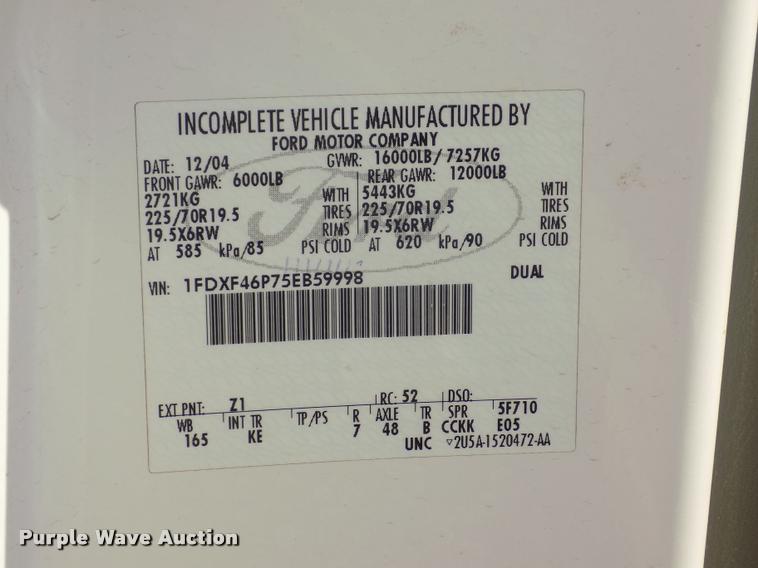 INCOMPLETE VEHICLE MANUFACTURED BY
FORD MOTOR COMPANY
DATE: 12/04 GVWR: 16000LB/ 7257KG
FRONT GAWR: 6000LB REAR GAWR: 12000LB
2721KG WITH 5443KG WITH
225/70R19.5 TIRES 225/70R19.5 TIRES
19.5X6RW RIMS 19.5X6RW RIMS
AT 585 kPa/85 PSI COLD AT 620 kPa/90 PSI COLD
Ford
VIN: 1FDXF46P75EB59998 DUAL
EXT PNT: Z1 RC: 52 DSO:
WB INT TR TP/PS R AXLE TR SPR 5F710
165 KE 7 48 B CCKK E05
UNC 2U5A-1520472-AA
Purple Wave Auction